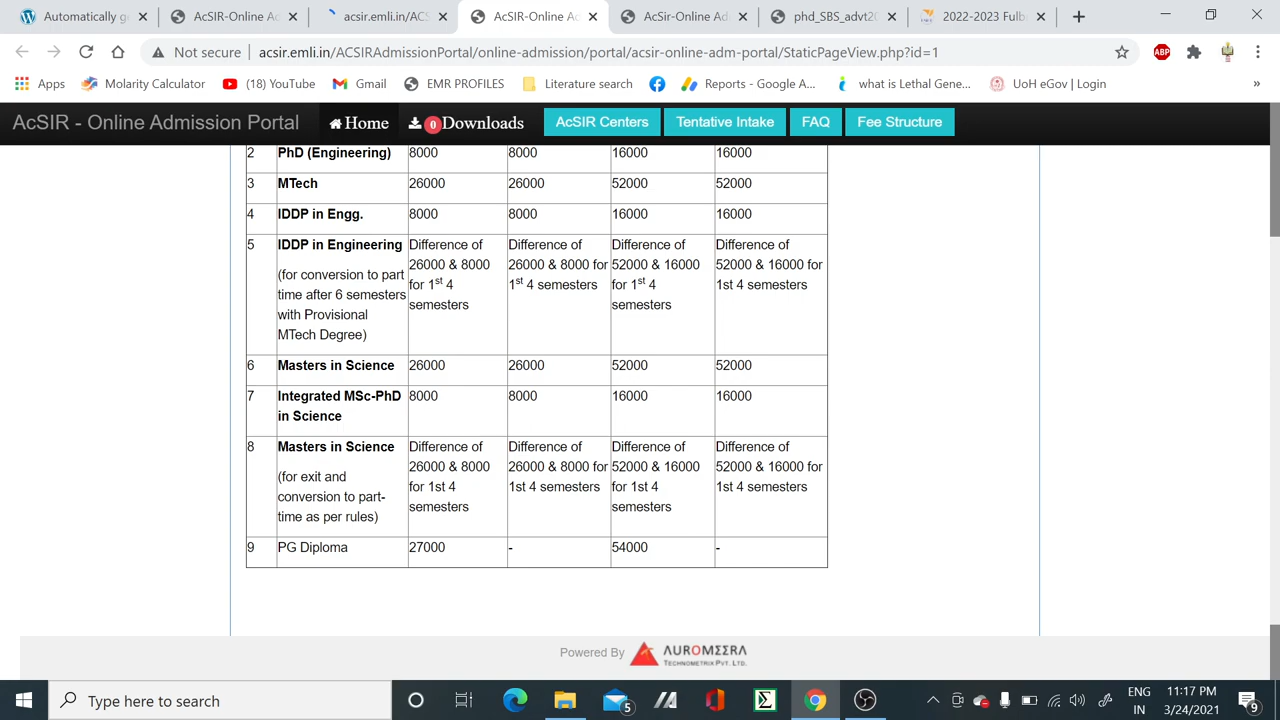 Automatically ge
AcSIR-Online Ad
acsir.emli.in/ACS
AcSIR-Online Ac
AcSir-Online Ad
phd_SBS_advt20
2022-2023 Fulb
Not secure
acsir.emli.in/ACSIRAdmissionPortal/online-admission/portal/acsir-online-adm-portal/StaticPageView.php?id=1
ABP
Apps
Molarity Calculator
(18) YouTube
Gmail
EMR PROFILES
Literature search
Reports - Google A...
what is Lethal Gene...
UoH eGov | Login
»
AcSIR - Online Admission Portal
Home
0 Downloads
AcSIR Centers
Tentative Intake
FAQ
Fee Structure
2 PhD (Engineering) 8000 8000 16000 16000
3 MTech 26000 26000 52000 52000
4 IDDP in Engg. 8000 8000 16000 16000
5 IDDP in Engineering
(for conversion to part
time after 6 semesters
with Provisional
MTech Degree)
Difference of
26000 & 8000
for 1st 4
semesters
Difference of
26000 & 8000 for
1st 4 semesters
Difference of
52000 & 16000
for 1st 4
semesters
Difference of
52000 & 16000 for
1st 4 semesters
6 Masters in Science 26000 26000 52000 52000
7 Integrated MSc-PhD 8000 8000 16000 16000
in Science
8 Masters in Science
(for exit and
conversion to part-
time as per rules)
Difference of
26000 & 8000
for 1st 4
semesters
Difference of
26000 & 8000 for
1st 4 semesters
Difference of
52000 & 16000
for 1st 4
semesters
Difference of
52000 & 16000 for
1st 4 semesters
9 PG Diploma 27000 - 54000 -
Powered By
AUROMΣΣRA
TECHNOMETRIX PVT. LTD.
Type here to search
5
ENG
IN
11:17 PM
3/24/2021
9